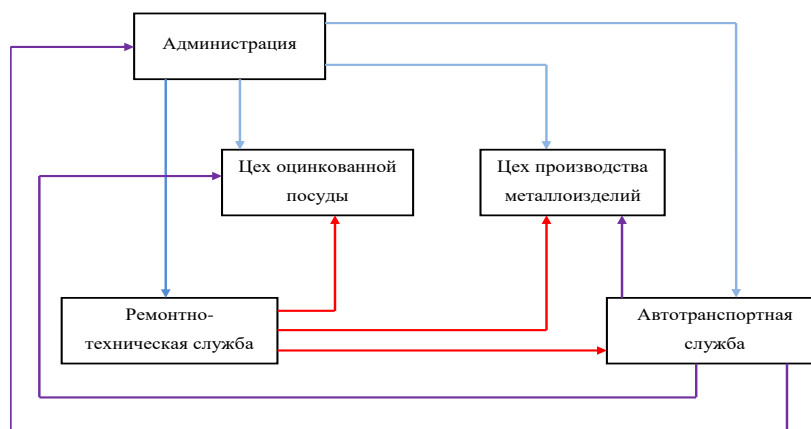 Администрация
Цех оцинкованной
посуды
Цех производства
металлоизделий
Ремонтно-
техническая служба
Автотранспортная
служба